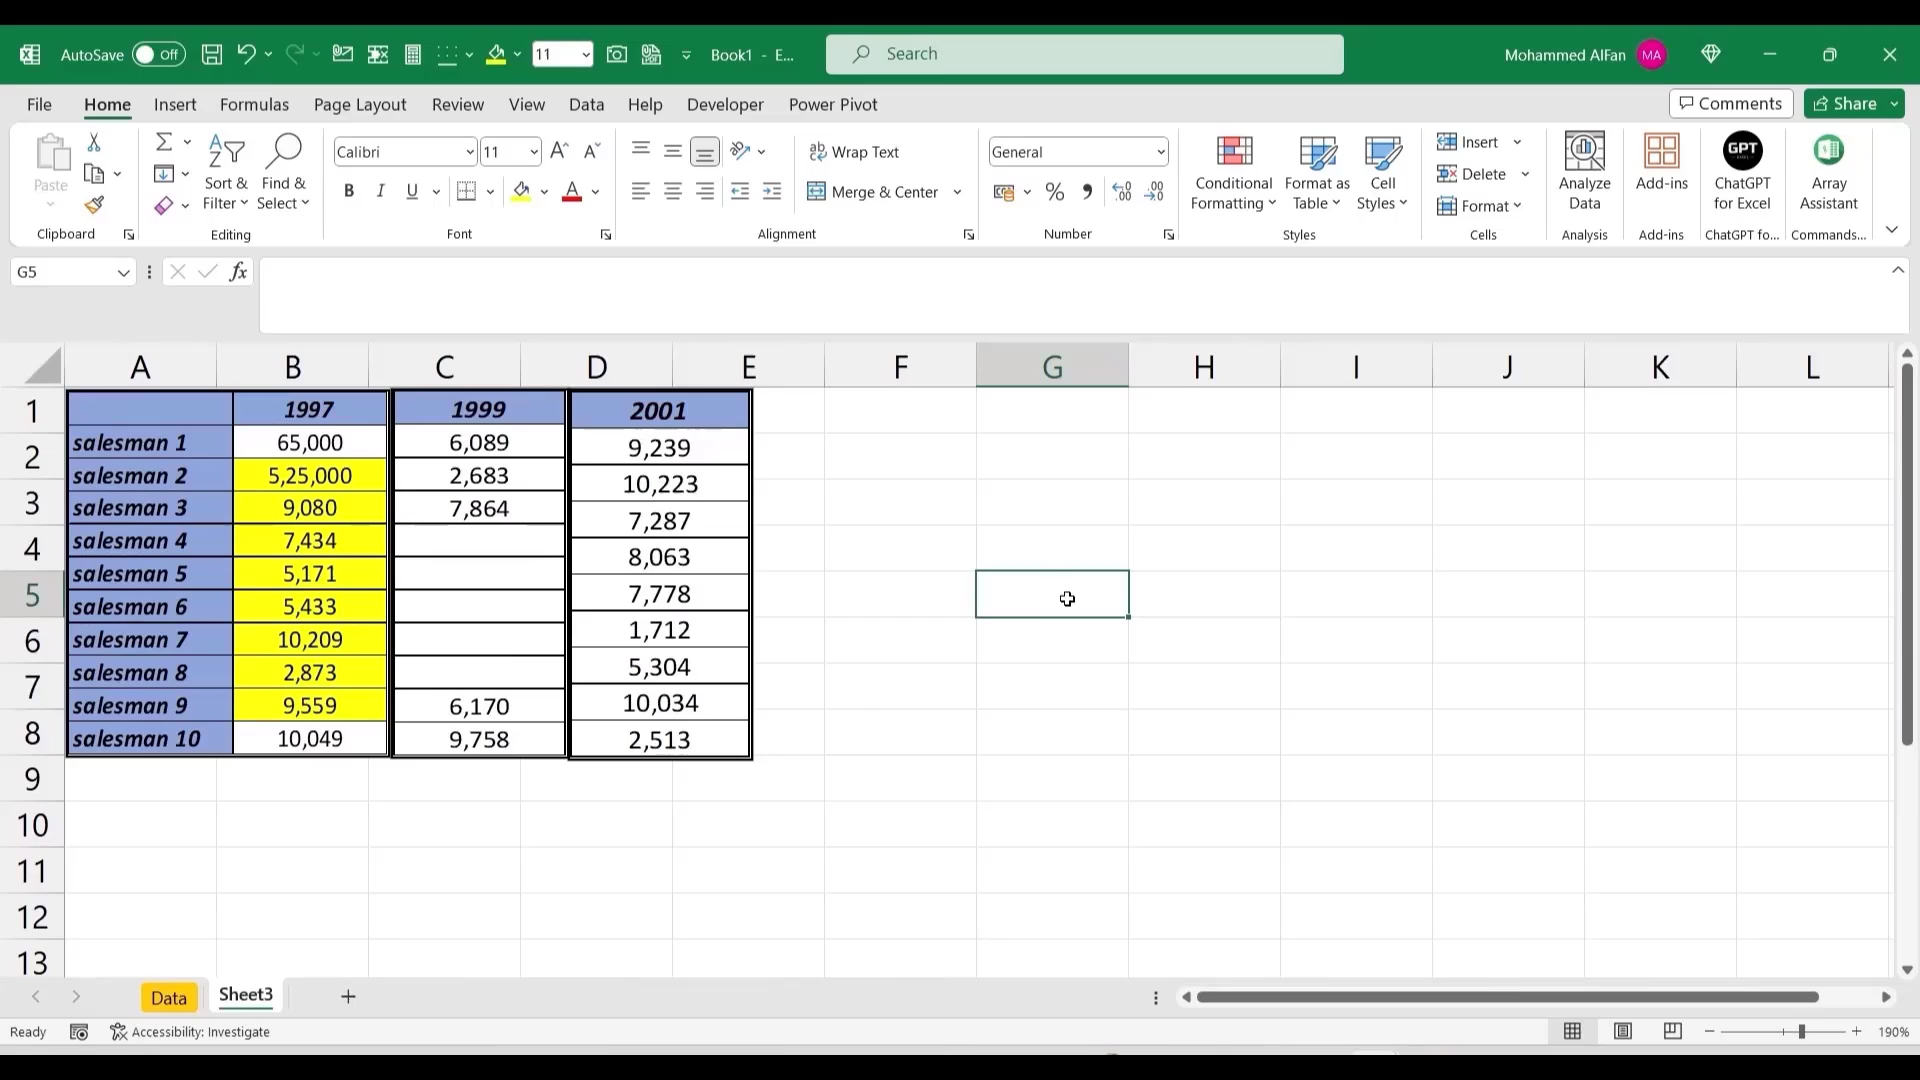 AutoSave Off 11 Book1 - E... Search Mohammed AlFan MA
File Home Insert Formulas Page Layout Review View Data Help Developer Power Pivot Comments Share
Paste
Clipboard
Sort & Filter
Find & Select
Editing
Calibri 11
B I U
Font
Wrap Text
Merge & Center
Alignment
General
Number
Conditional Formatting
Format as Table
Cell Styles
Styles
Insert
Delete
Format
Cells
Analyze Data
Analysis
Add-ins
Add-ins
GPT
ChatGPT for Excel
ChatGPT fo...
Array Assistant
Commands...
G5 fx
A B C D E F G H I J K L
1 2 3 4 5 6 7 8 9 10 11 12 13
1997 1999 2001
salesman 1 65,000 6,089 9,239
salesman 2 5,25,000 2,683 10,223
salesman 3 9,080 7,864 7,287
salesman 4 7,434 8,063
salesman 5 5,171 7,778
salesman 6 5,433 1,712
salesman 7 10,209 5,304
salesman 8 2,873 10,034
salesman 9 9,559 6,170 2,513
salesman 10 10,049 9,758
Data Sheet3
Ready Accessibility: Investigate 190%